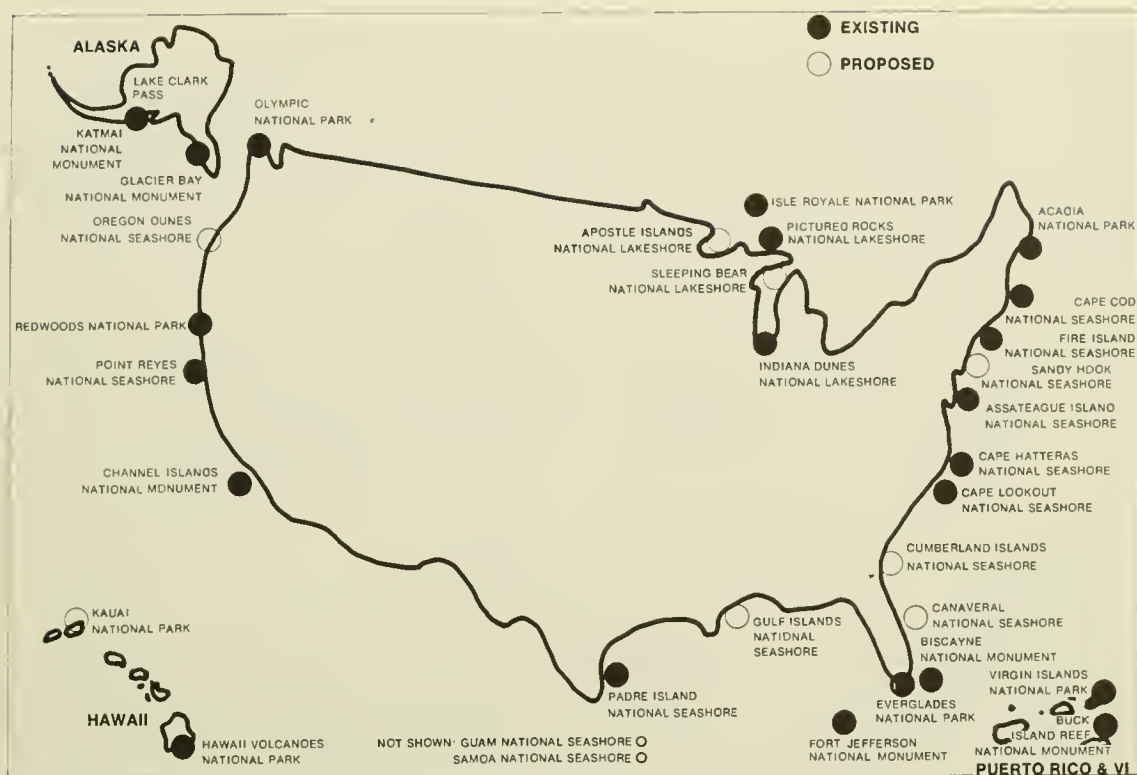 EXISTING
PROPOSED
ALASKA
LAKE CLARK
PASS
KATMAI
NATIONAL
MONUMENT
GLACIER BAY
NATIONAL MONUMENT
OLYMPIC
NATIONAL PARK
OREGON OUNES
NATIONAL SEASHORE
REDWOODS NATIONAL PARK
POINT REYES
NATIONAL SEASHORE
CHANNEL ISLANOS
NATIONAL MDNUMENT
ISLE ROYALE NATIONAL PARK
APOSTLE ISLANDS
NATIONAL LAKESHORE
PICTURED ROCKS
NATIONAL LAKESHORE
SLEEPING BEAR
NATIONAL LAKESHORE
INDIANA DUNES
NATIONAL LAKESHORE
ACADIA
NATIONAL PARK
CAPE COD
NATIONAL SEASHORE
FIRE ISLAND
NATIONAL SEASHORE
SANDY HDOK
NATIONAL SEASHORE
ASSATEAGUE ISLAND
NATIONAL SEASHORE
CAPE HATTERAS
NATIONAL SEASHORE
CAPE LOOKOUT
NATIONAL SEASHORE
CUMBERLAND ISLANDS
NATIONAL SEASHORE
CANAVERAL
NATIONAL SEASHORE
BISCAYNE
NATIONAL MONUMENT
GULF ISLANDS
NATIDNAL
SEASHORE
PADRE ISLAND
NATIONAL SEASHORE
EVERGLADES
NATIONAL PARK
FORT JEFFERSON
NATIONAL MONUMENT
VIRGIN ISLANDS
NATIONAL PARK
BUCK
ISLAND REEF
NATIONAL MONUMENT
PUERTO RICO & VI
KAUAI
NATIONAL PARK
HAWAII
HAWAII VOLCANOES
NATIONAL PARK
NOT SHOWN· GUAM NATIONAL SEASHORE
SAMOA NATIONAL SEASHORE